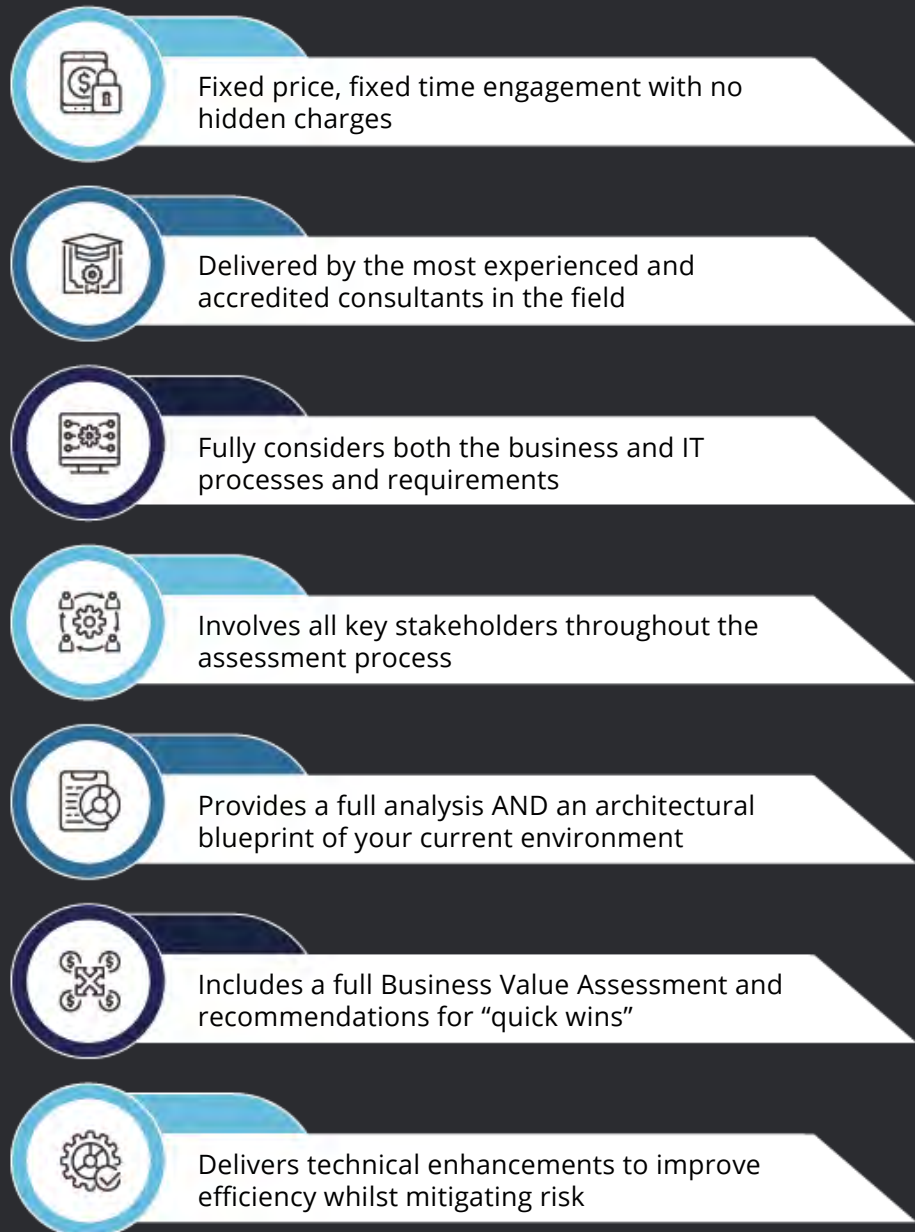 Fixed price, fixed time engagement with no
hidden charges
Delivered by the most experienced and
accredited consultants in the field
Fully considers both the business and IT
processes and requirements
Involves all key stakeholders throughout the
assessment process
Provides a full analysis AND an architectural
blueprint of your current environment
Includes a full Business Value Assessment and
recommendations for “quick wins”
Delivers technical enhancements to improve
efficiency whilst mitigating risk